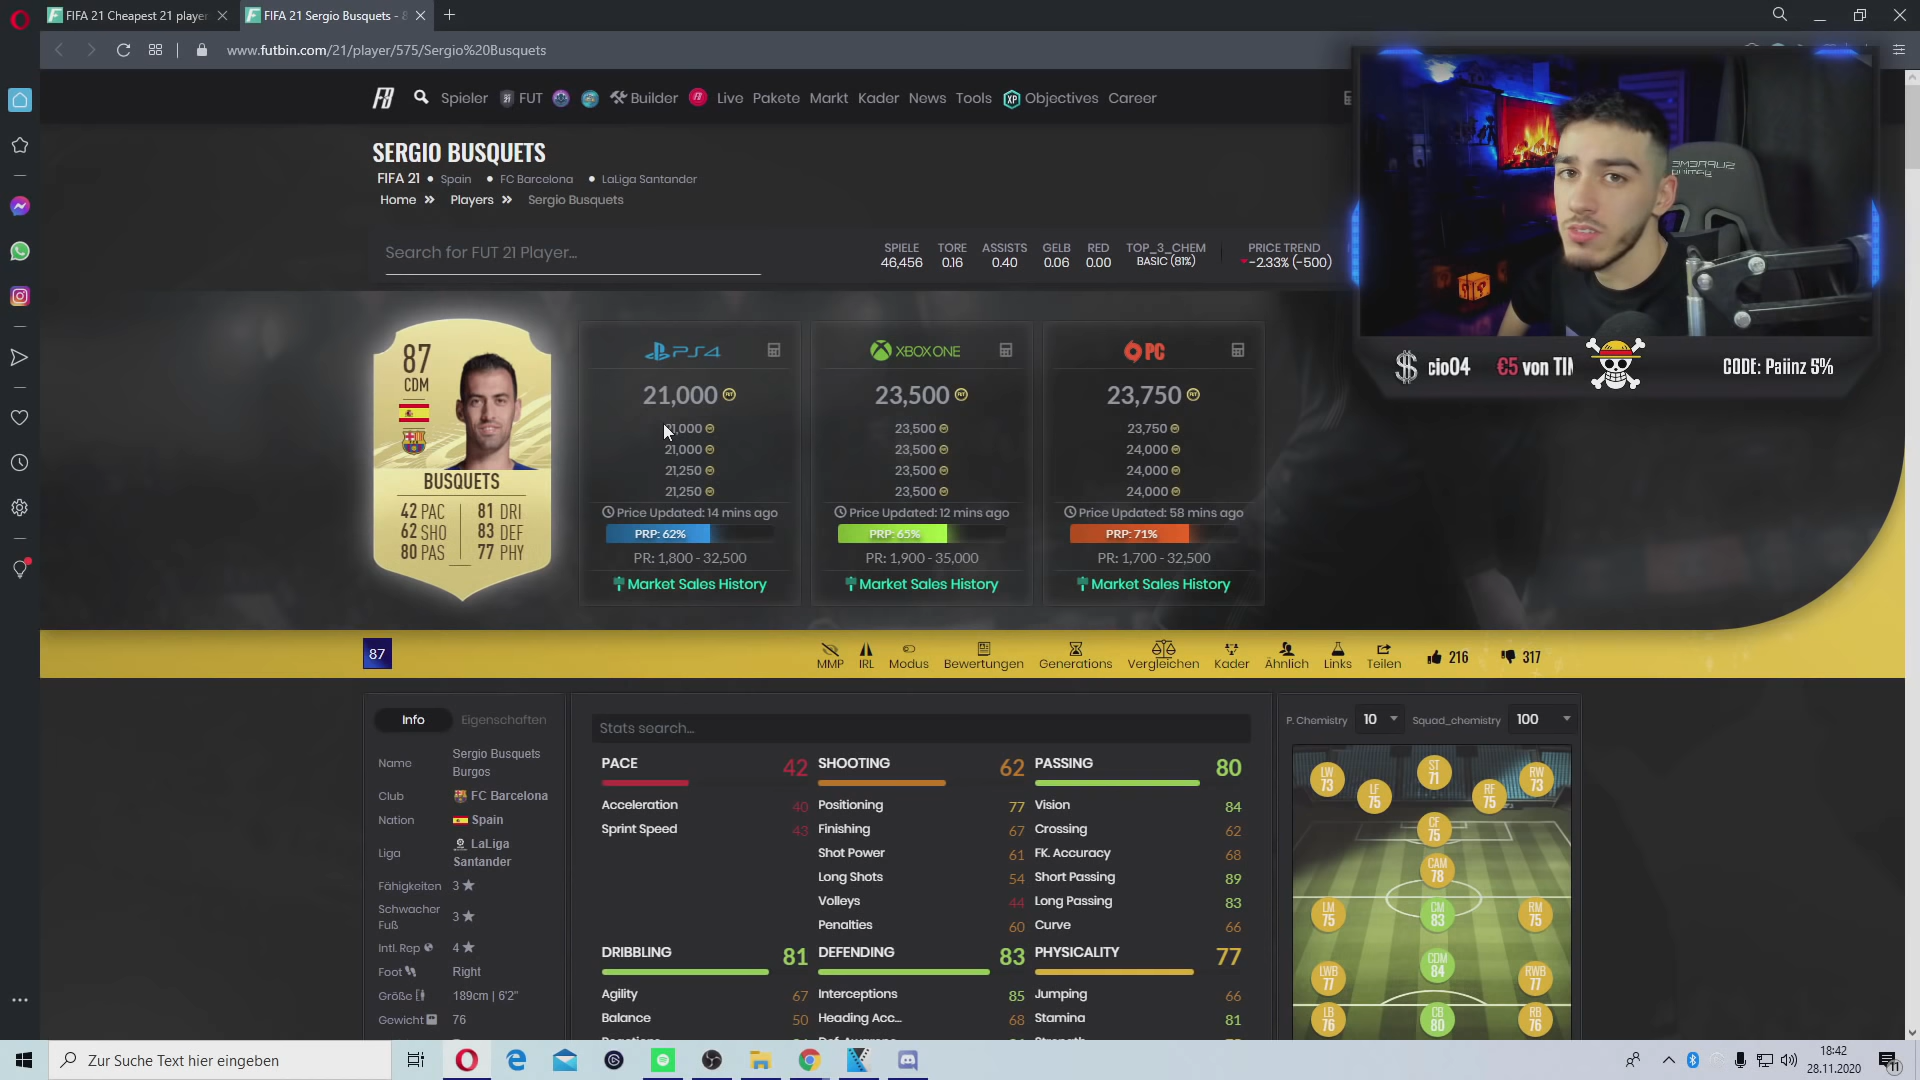 FIFA 21 Cheapest 21 player
FIFA 21 Sergio Busquets - 8
www.futbin.com/21/player/575/Sergio%20Busquets
Spieler
FUT
Builder
Live
Pakete
Markt
Kader
News
Tools
XP Objectives
Career
SERGIO BUSQUETS
FIFA 21 • Spain • FC Barcelona • LaLiga Santander
Home » Players » Sergio Busquets
Search for FUT 21 Player...
SPIELE TORE ASSISTS GELB RED TOP_3_CHEM PRICE TREND
46,456 0.16 0.40 0.06 0.00 BASIC (81%) -2.33% (-500)
cio04 €5 von TIM
CODE: Paiinz 5%
87
CDM
BUSQUETS
42 PAC 81 DRI
62 SHO 83 DEF
80 PAS 77 PHY
PS4
21,000
21,000
21,000
21,250
21,250
Price Updated: 14 mins ago
PRP: 62%
PR: 1,800 - 32,500
Market Sales History
XBOX ONE
23,500
23,500
23,500
23,500
23,500
Price Updated: 12 mins ago
PRP: 65%
PR: 1,900 - 35,000
Market Sales History
PC
23,750
23,750
24,000
24,000
24,000
Price Updated: 58 mins ago
PRP: 71%
PR: 1,700 - 32,500
Market Sales History
87
MMP
IRL
Modus
Bewertungen
Generations
Vergleichen
Kader
Ähnlich
Links
Teilen
216
317
Info Eigenschaften
Name Sergio Busquets Burgos
Club FC Barcelona
Nation Spain
Liga LaLiga Santander
Fähigkeiten 3
Schwacher Fuß 3
Intl. Rep 4
Foot Right
Größe 189cm | 6'2"
Gewicht 76
Stats search...
PACE 42
Acceleration 40
Sprint Speed 43
SHOOTING 62
Positioning 77
Finishing 67
Shot Power 61
Long Shots 54
Volleys 44
Penalties 60
PASSING 80
Vision 84
Crossing 62
FK. Accuracy 68
Short Passing 89
Long Passing 83
Curve 66
DRIBBLING 81
Agility 67
Balance 50
DEFENDING 83
Interceptions 85
Heading Acc... 68
PHYSICALITY 77
Jumping 66
Stamina 81
P. Chemistry 10 Squad_chemistry 100
LW 73
ST 71
RW 73
LF 75
RF 75
CF 75
CAM 78
LM 75
CM 83
RM 75
CDM 84
LWB 77
RWB 77
LB 76
CB 80
RB 76
Zur Suche Text hier eingeben
18:42
28.11.2020
11